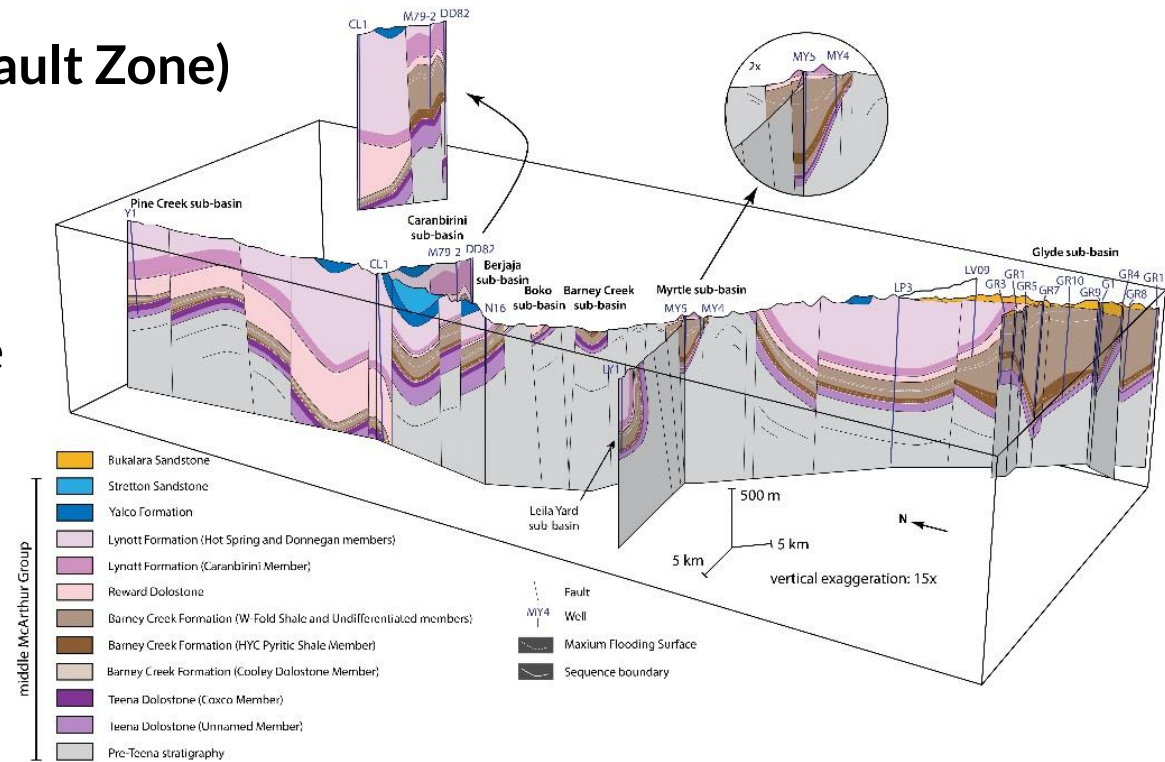 ault Zone)
e
CL1
M79-2
DD82
2x
MY5
MY4
Pine Creek sub-basin
Y1
Caranbirini
sub-basin
CL1
M79 2
DD82
Berjaja
sub-basin
N16
Boko
sub-basin
Barney Creek
sub-basin
Myrtle sub-basin
MY5
MY4
LY1
Leila Yard
sub basin
LP3
LV09
Glyde sub-basin
GR3
GR1
GR5
GR7
GR10
GR9
G1
GR4
GR8
GR1
500 m
5 km
5 km
N
vertical exaggeration: 15x
middle McArthur Group
Bukalara Sandstone
Stretton Sandstone
Yalco Formation
Lynott Formation (Hot Spring and Donnegan members)
Lynott Formation (Caranbirini Member)
Reward Dolostone
Barney Creek Formation (W-Fold Shale and Undifferentiated members)
Barney Creek Formation (HYC Pyritic Shale Member)
Barney Creek Formation (Cooley Dolostone Member)
Teena Dolostone (Coxco Member)
Teena Dolostone (Unnamed Member)
Pre-Teena stratigraphy
Fault
MY4
Well
Maxium Flooding Surface
Sequence boundary